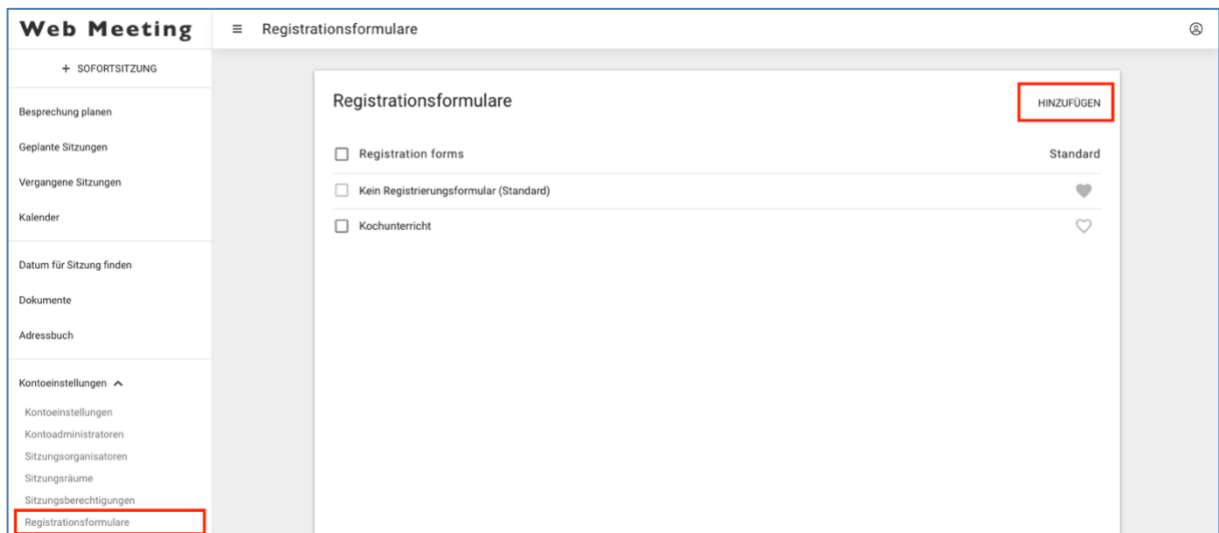 Web Meeting
≡ Registrationsformulare
+ SOFORTSITZUNG
Besprechung planen
Geplante Sitzungen
Vergangene Sitzungen
Kalender
Datum für Sitzung finden
Dokumente
Adressbuch
Kontoeinstellungen
Kontoeinstellungen
Kontoadministratoren
Sitzungsorganisatoren
Sitzungsräume
Sitzungsberechtigungen
Registrationsformulare
Registrationsformulare
HINZUFÜGEN
Registration forms Standard
Kein Registrierungsformular (Standard)
Kochunterricht